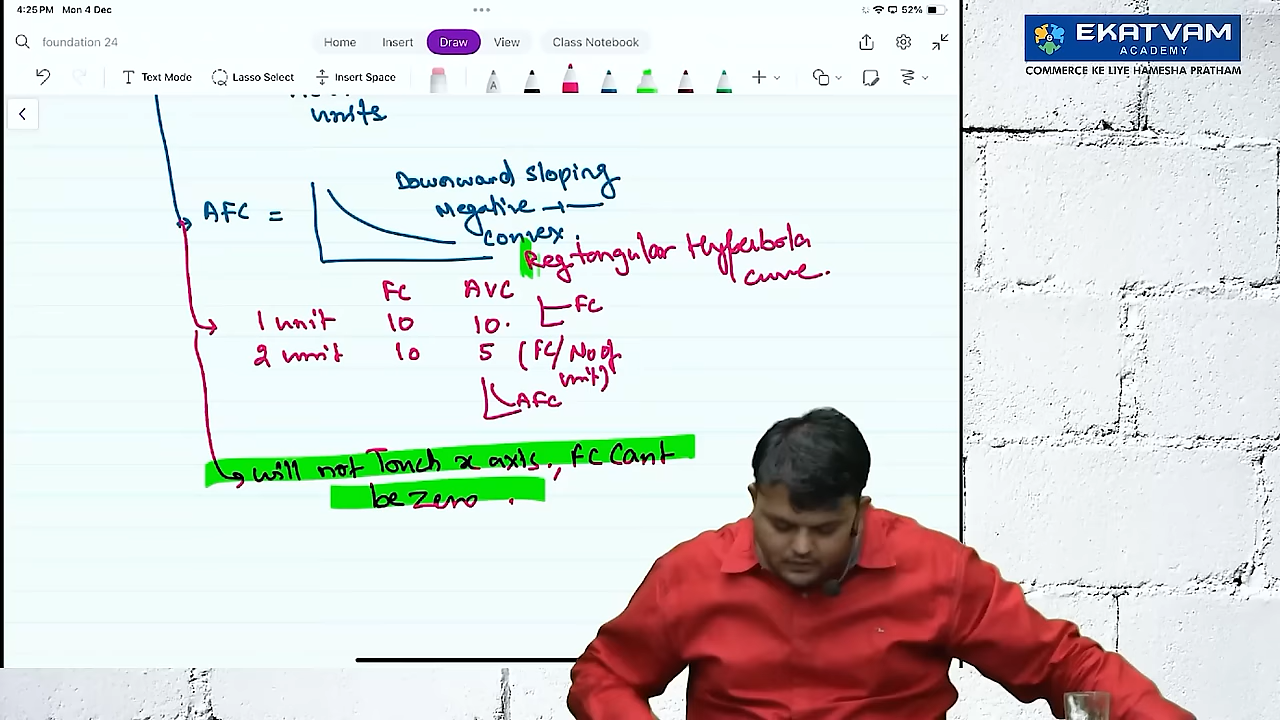 4:25 PM Mon 4 Dec
52%
foundation 24
Home Insert Draw View Class Notebook
Text Mode Lasso Select Insert Space
EKATVAM
ACADEMY
COMMERCE KE LIYE HAMESHA PRATHAM
units
AFC =
Downward sloping
Negative
Convex.
Regtangular Hyperbola
curve.
FC AVC
1 unit 10 10. FC
2 unit 10 5 (FC/No of
unit)
AFC
will not Touch x axis., FC Cant
be Zero.